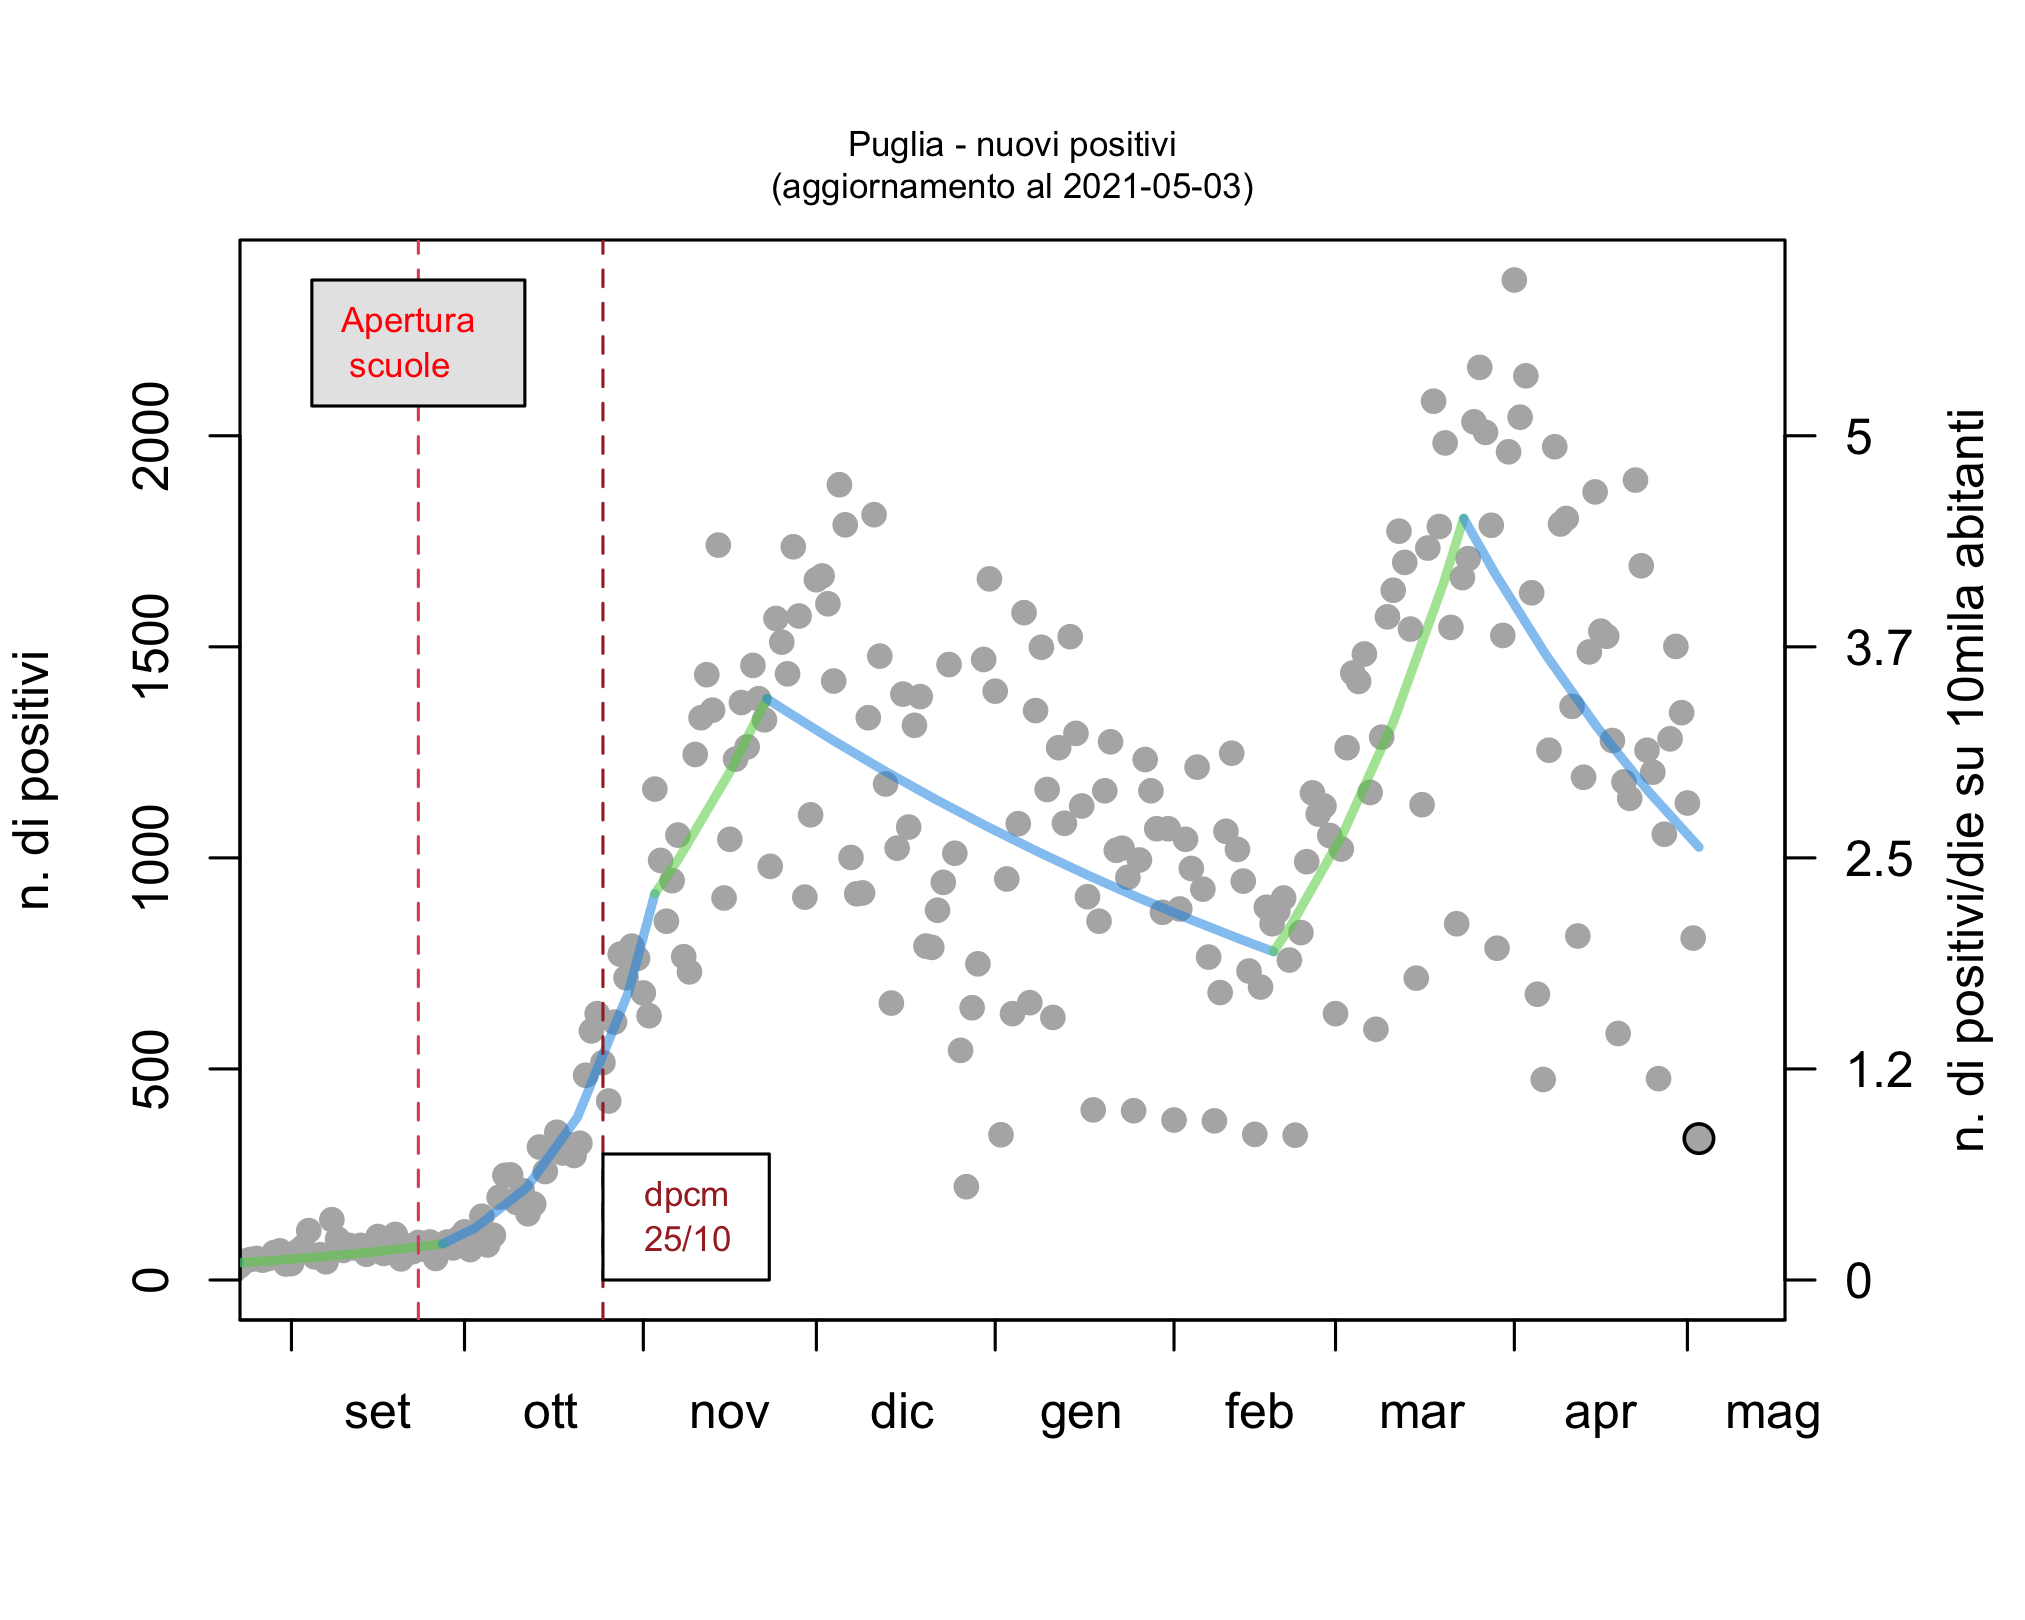 Puglia - nuovi positivi
(aggiornamento al 2021-05-03)
Apertura
scuole
dpcm
25/10
n. di positivi
0
500
1000
1500
2000
n. di positivi/die su 10mila abitanti
0
1.2
2.5
3.7
5
set
ott
nov
dic
gen
feb
mar
apr
mag